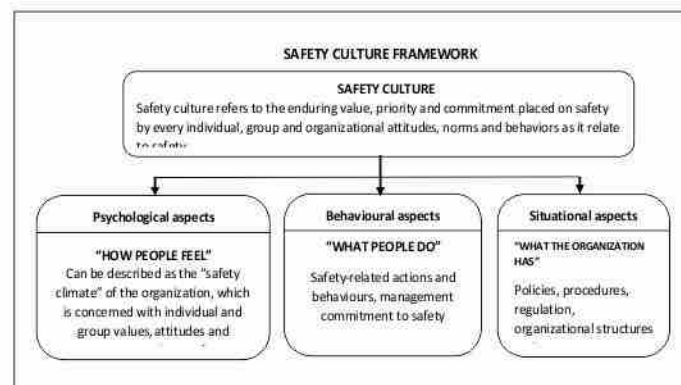 SAFETY CULTURE FRAMEWORK
SAFETY CULTURE
Safety culture refers to the enduring value, priority and commitment placed on safety
by every individual, group and organizational attitudes, norms and behaviors as it relate
to safety
Psychological aspects
"HOW PEOPLE FEEL"
Can be described as the "safety
climate" of the organization, which
is concerned with individual and
group values, attitudes and
Behavioural aspects
"WHAT PEOPLE DO"
Safety-related actions and
behaviours, management
commitment to safety
Situational aspects
"WHAT THE ORGANIZATION
HAS"
Policies, procedures,
regulation,
organizational structures